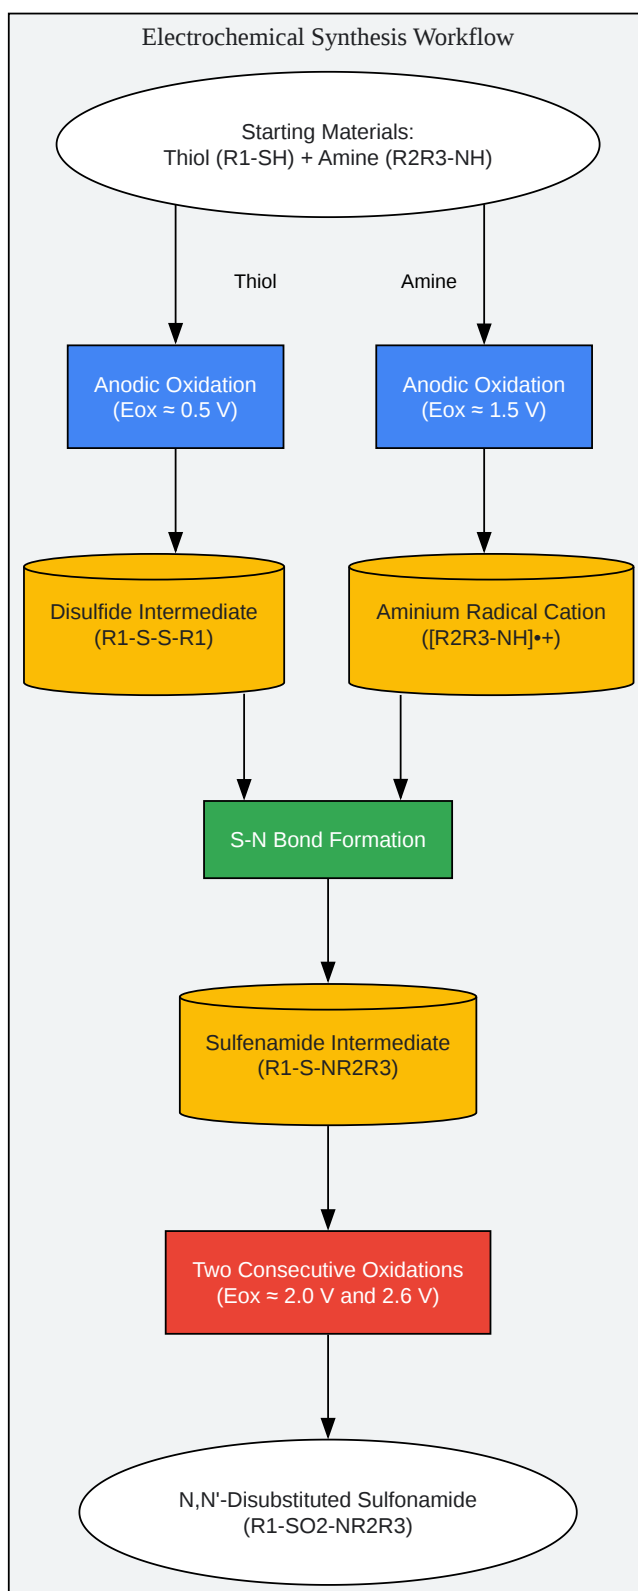 Electrochemical Synthesis Workflow
Starting Materials:
Thiol (R1-SH) + Amine (R2R3-NH)
Thiol
Amine
Anodic Oxidation
(Eox ≈ 0.5 V)
Anodic Oxidation
(Eox ≈ 1.5 V)
Disulfide Intermediate
(R1-S-S-R1)
Aminium Radical Cation
([R2R3-NH]•+)
S-N Bond Formation
Sulfenamide Intermediate
(R1-S-NR2R3)
Two Consecutive Oxidations
(Eox ≈ 2.0 V and 2.6 V)
N,N'-Disubstituted Sulfonamide
(R1-SO2-NR2R3)